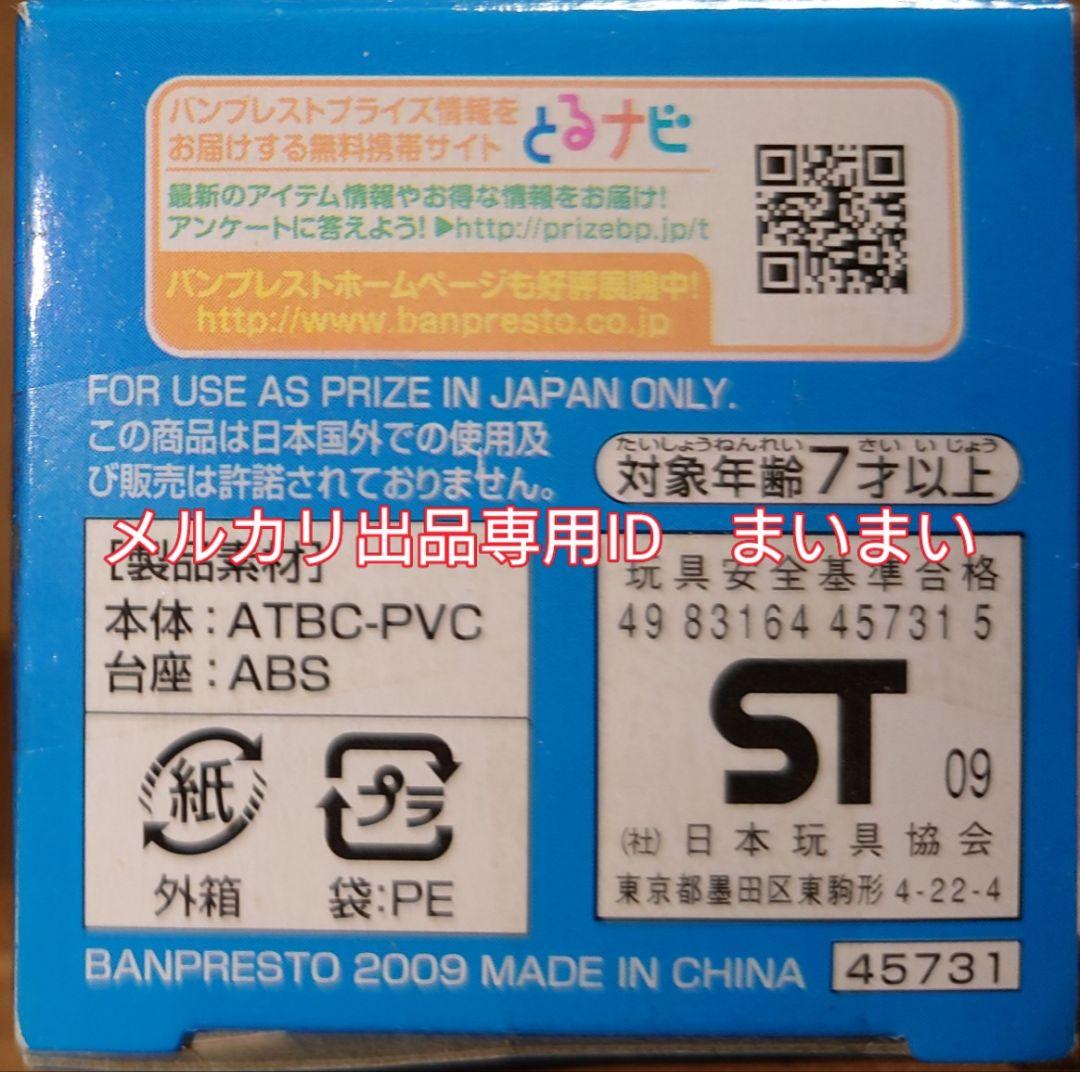 バンプレストプライズ情報を
お届けする無料携帯サイト
とるナビ
最新のアイテム情報やお得な情報をお届け!
アンケートに答えよう!▶http://prizebp.jp/t
バンプレストホームページも好評展開中!
http://www.banpresto.co.jp
FOR USE AS PRIZE IN JAPAN ONLY.
この商品は日本国外での使用及
び販売は許諾されておりません。
たいしょうねんれい さい いじょう
対象年齢7才以上
メルカリ出品専用ID まいまい
[製品素材]
本体:ATBC-PVC
台座:ABS
紙
外箱
プラ
袋:PE
玩具安全基準合格
49 83164 45731 5
ST
09
(社)日本玩具協会
東京都墨田区東駒形4-22-4
BANPRESTO 2009 MADE IN CHINA
45731